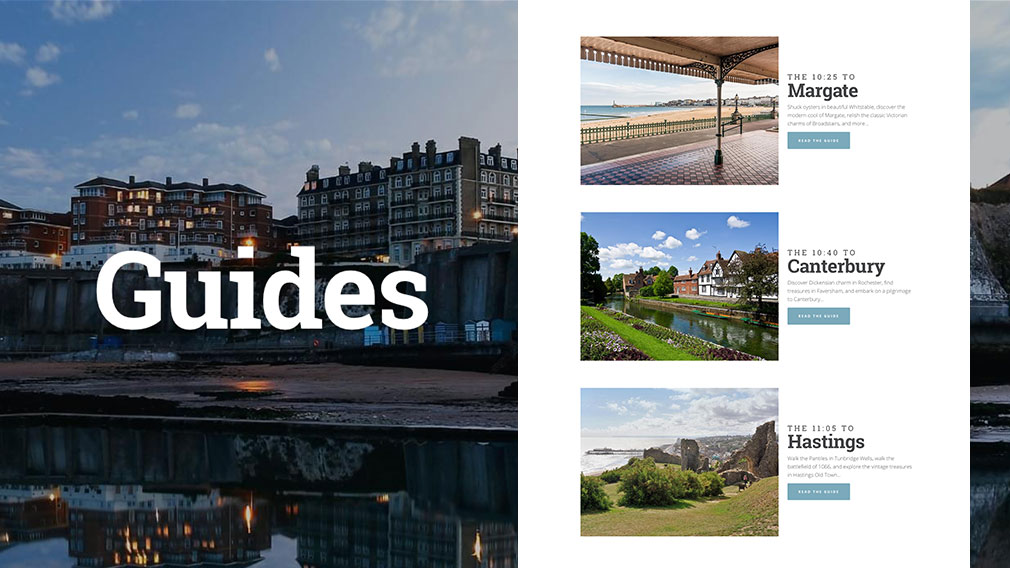 Guides
THE 10:25 TO
Margate
Shuck oysters in beautiful Whitstable, discover the
modern cool of Margate, relish the classic Victorian
charms of Broadstairs, and more...
READ THE GUIDE
THE 10:40 TO
Canterbury
Discover Dickensian charm in Rochester, find
treasures in Faversham, and embark on a pilgrimage
to Canterbury...
READ THE GUIDE
THE 11:05 TO
Hastings
Walk the Pantiles in Tunbridge Wells, walk the
battlefield of 1066, and explore the vintage treasures
in Hastings Old Town...
READ THE GUIDE